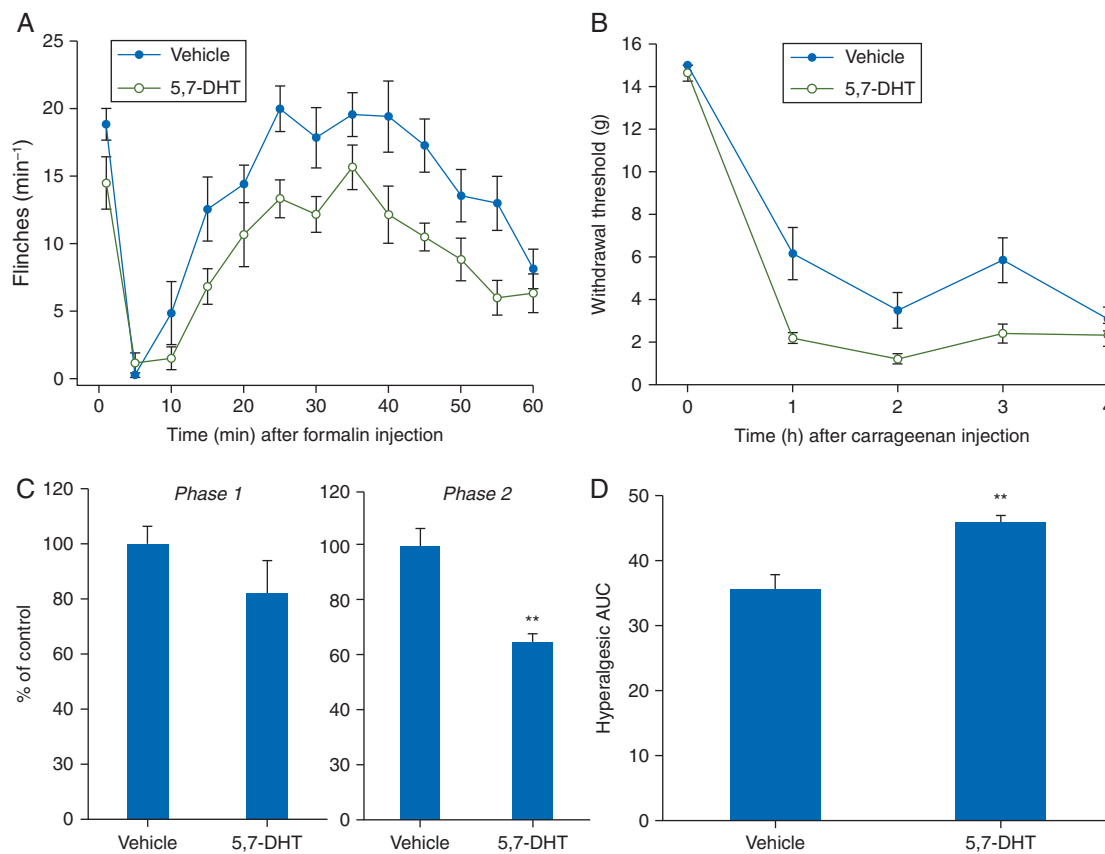 A
Flinches (min⁻¹)
25
20
15
10
5
0
Vehicle
5,7-DHT
0 10 20 30 40 50 60
Time (min) after formalin injection
B
Withdrawal threshold (g)
16
14
12
10
8
6
4
2
0
Vehicle
5,7-DHT
0 1 2 3 4
Time (h) after carrageenan injection
C
% of control
Phase 1
120
100
80
60
40
30
0
Vehicle 5,7-DHT
Phase 2
120
100
80
60
40
30
0
**
Vehicle 5,7-DHT
D
Hyperalgesic AUC
50
40
30
20
10
0
**
Vehicle 5,7-DHT